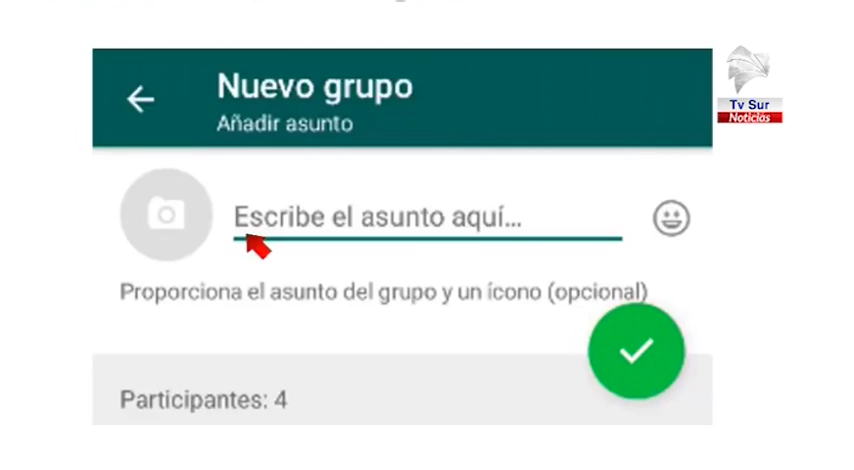 Nuevo grupo
Añadir asunto
Tv Sur
Noticias
Escribe el asunto aquí...
Proporciona el asunto del grupo y un ícono (opcional)
Participantes: 4